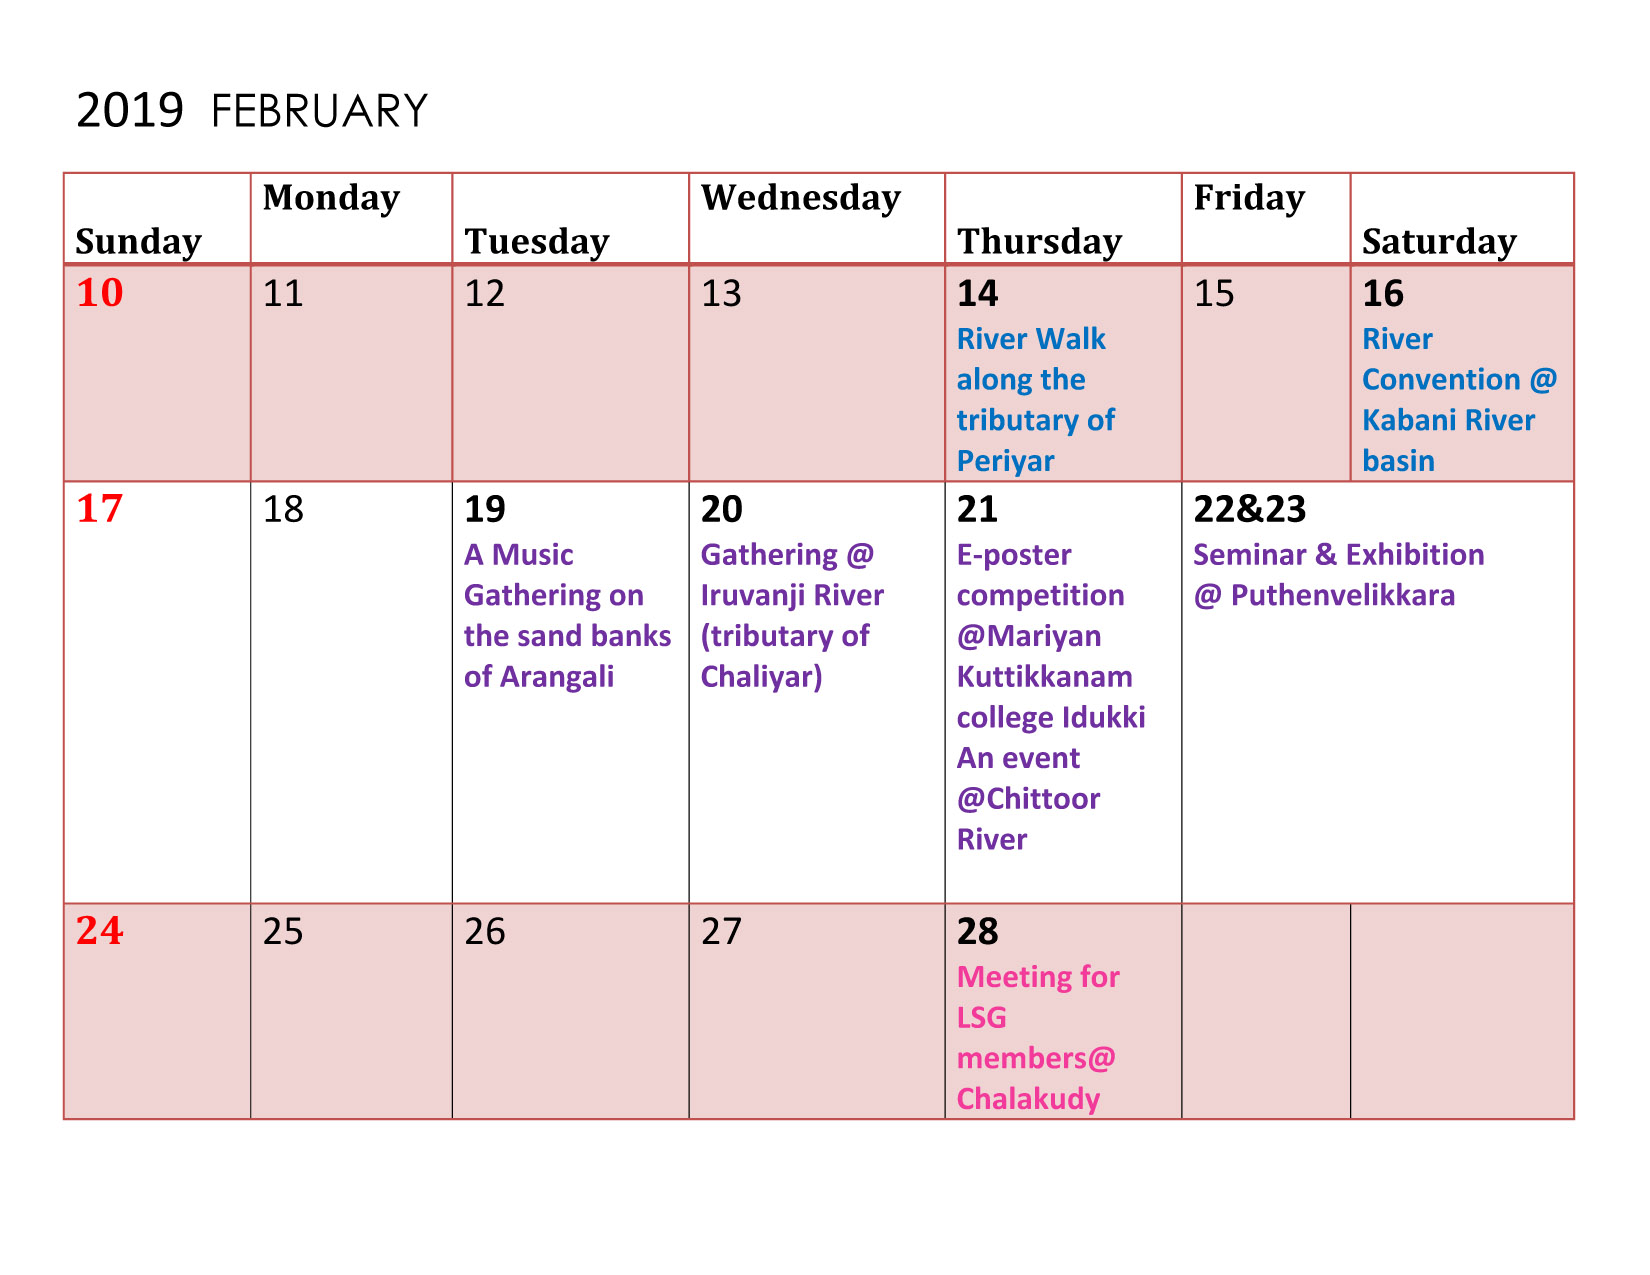 2019 FEBRUARY
Sunday
Monday
Tuesday
Wednesday
Thursday
Friday
Saturday
10
11
12
13
14
River Walk
along the
tributary of
Periyar
15
16
River
Convention @
Kabani River
basin
17
18
19
A Music
Gathering on
the sand banks
of Arangali
20
Gathering @
Iruvanji River
(tributary of
Chaliyar)
21
E-poster
competition
@Mariyan
Kuttikkanam
college Idukki
An event
@Chittoor
River
22&23
Seminar & Exhibition
@ Puthenvelikkara
24
25
26
27
28
Meeting for
LSG
members@
Chalakudy